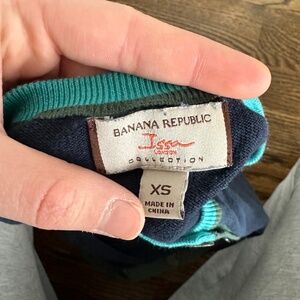 BANANA REPUBLIC
Issa
LONDON
COLLECTION
XS
MADE IN
CHINA